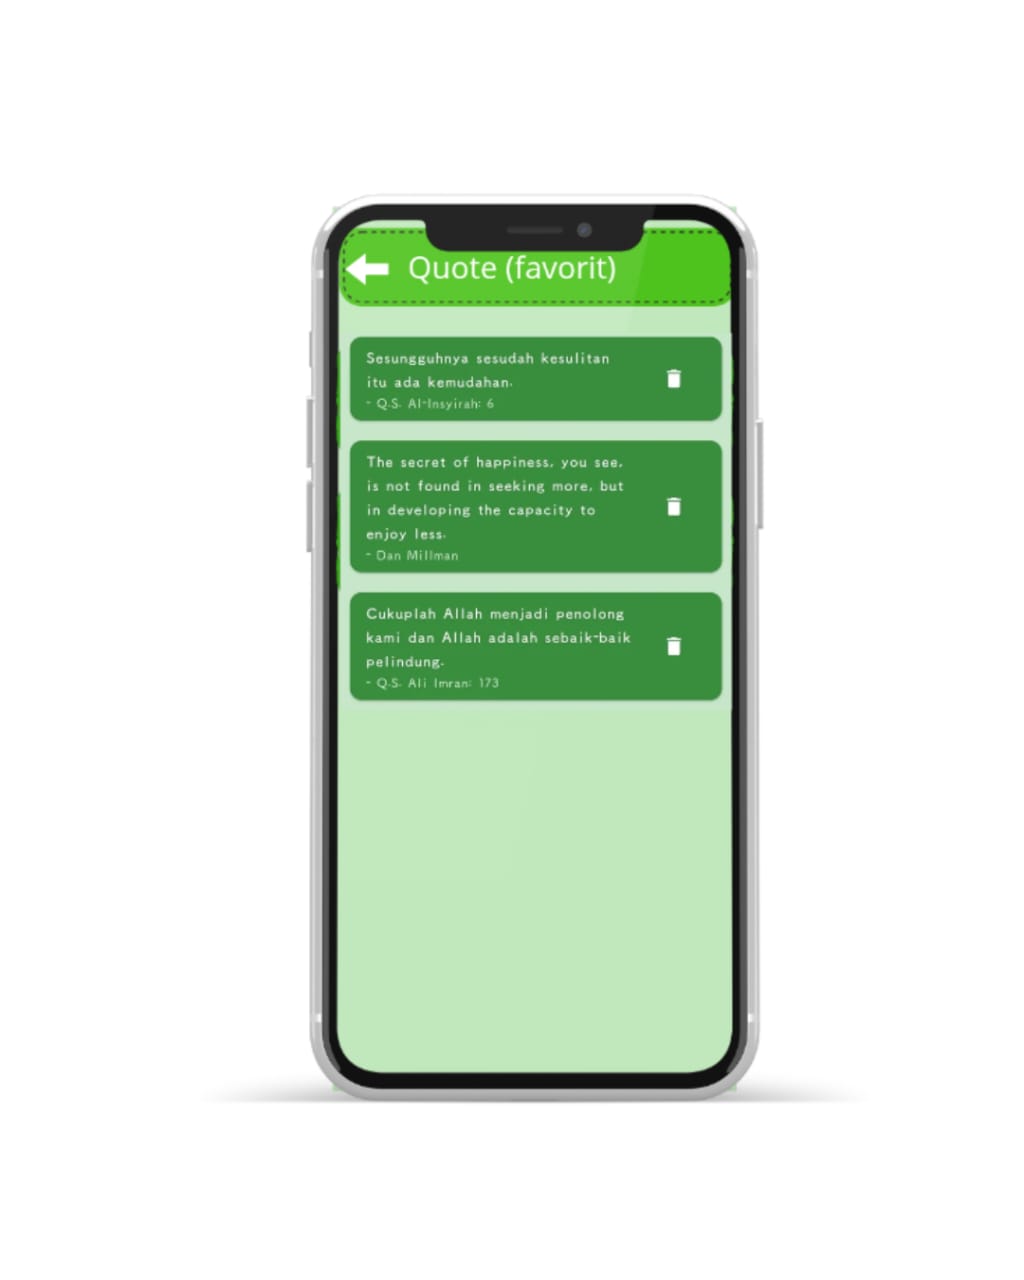 Quote (favorit)
Sesungguhnya sesudah kesulitan
itu ada kemudahan.
- Q.S. Al-Insyirah: 6
The secret of happiness, you see,
is not found in seeking more, but
in developing the capacity to
enjoy less.
- Dan Millman
Cukuplah Allah menjadi penolong
kami dan Allah adalah sebaik-baik
pelindung.
- Q.S. Ali Imran: 173